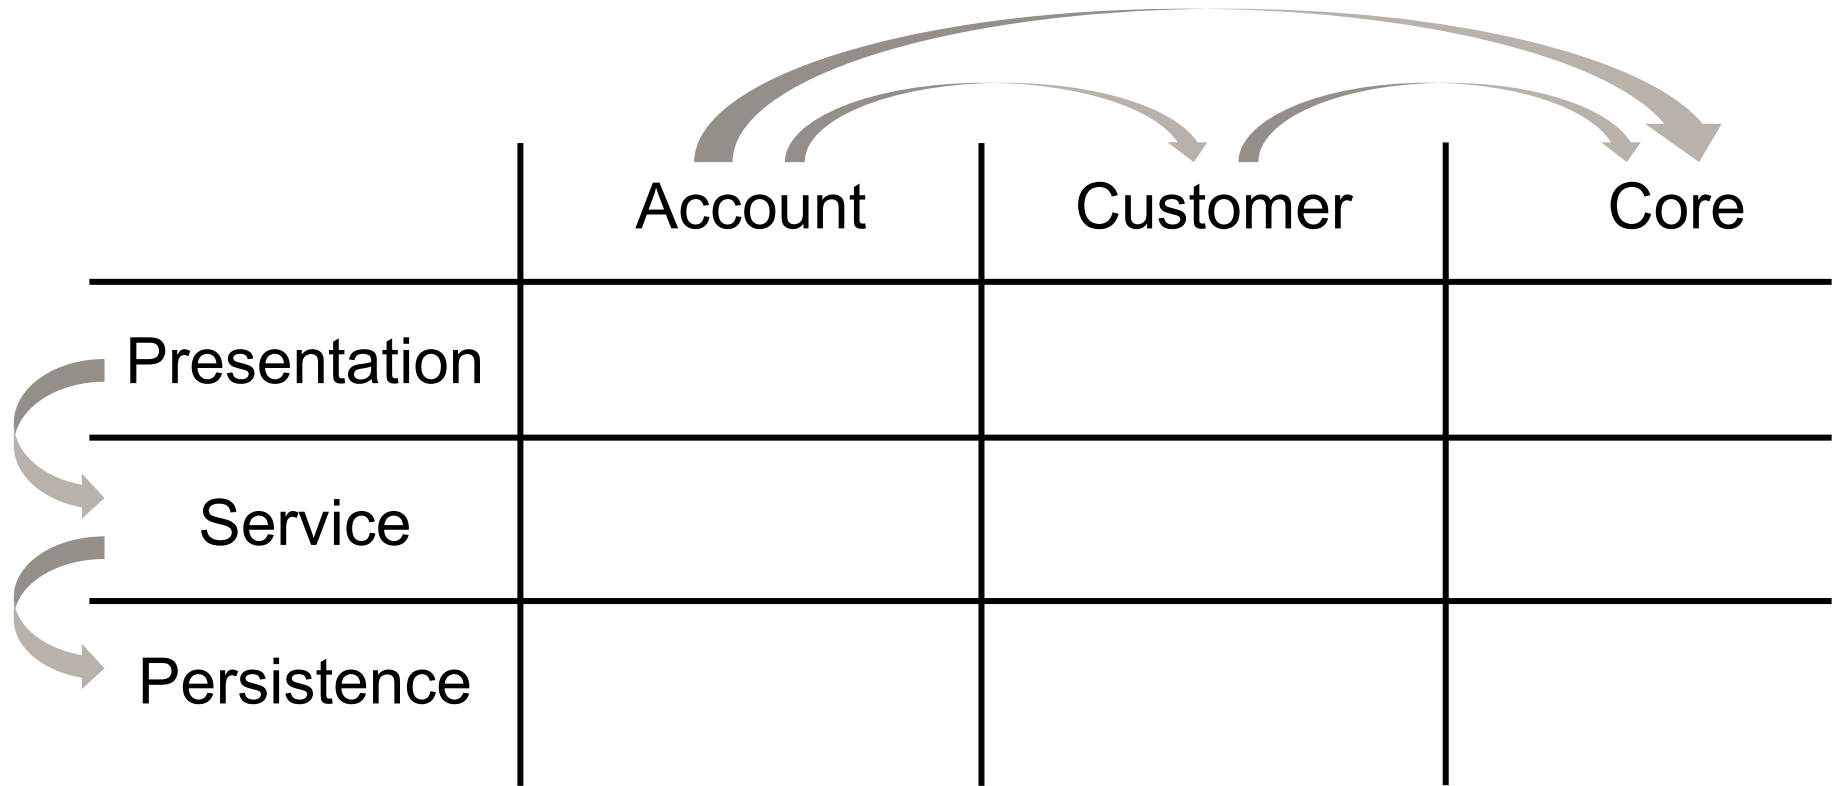 Account Customer Core
Presentation
Service
Persistence